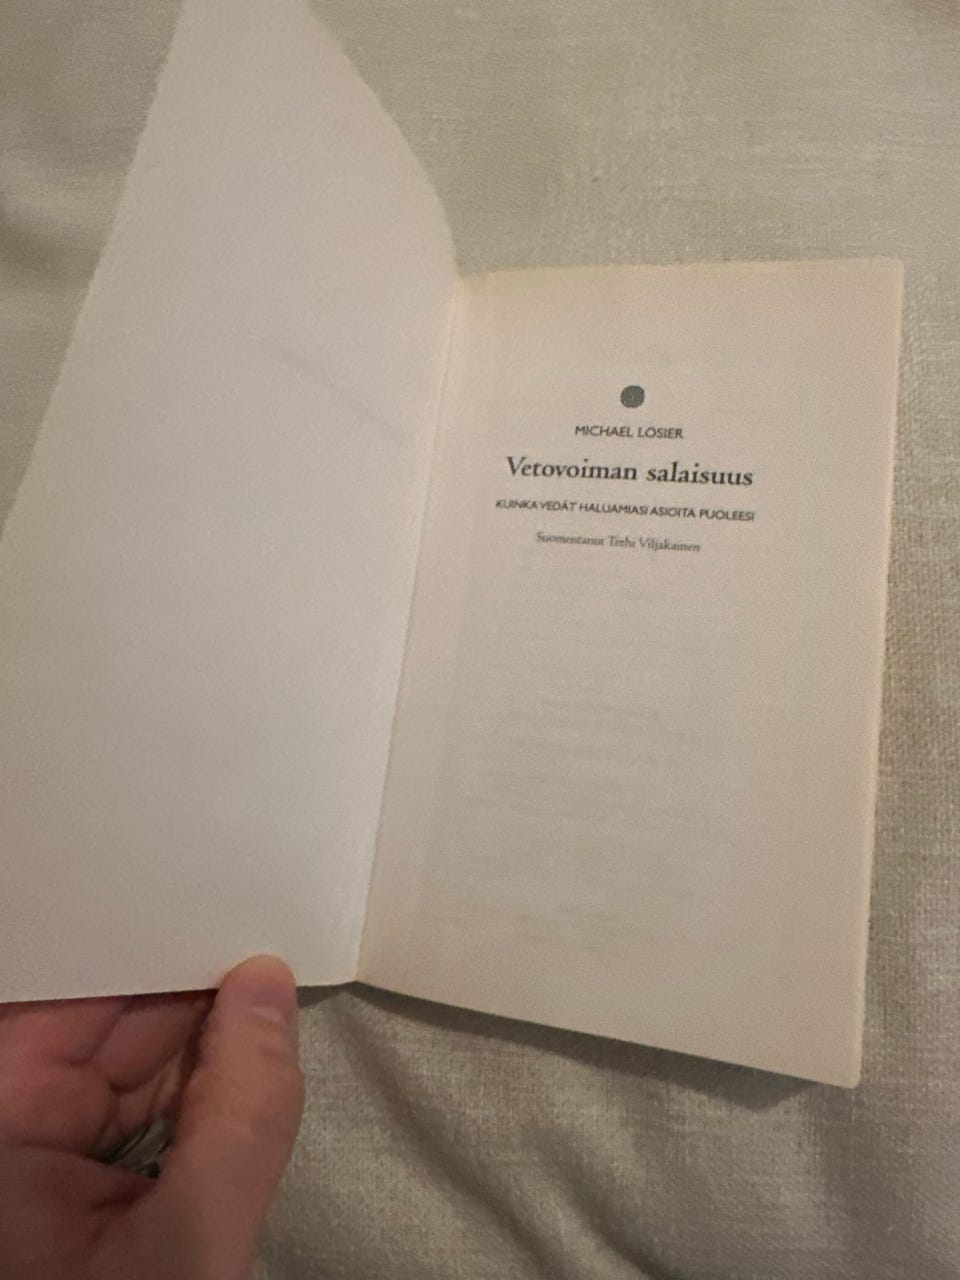 MICHAEL LOSIER
Vetovoiman salaisuus
KUINKA VEDÄT HALUAMIASI ASIOITA PUOLEESI
Suomentanut Terhi Viljakainen